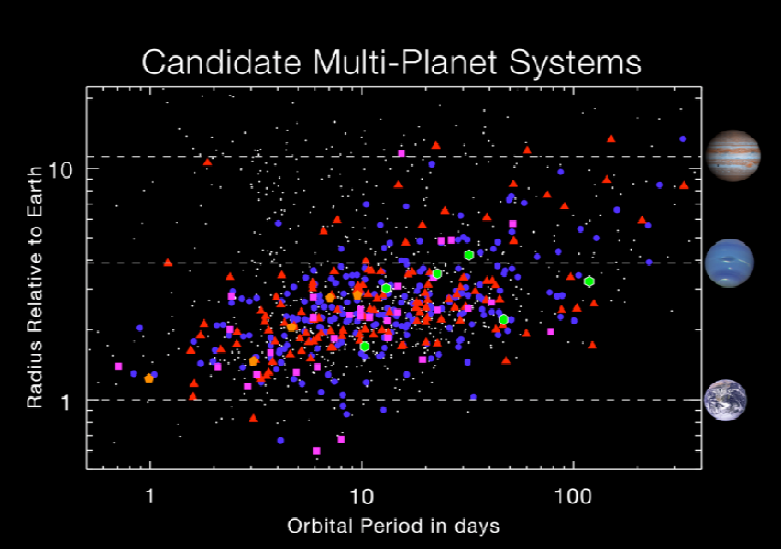 Candidate Multi-Planet Systems
Radius Relative to Earth
10
1
1
10
100
Orbital Period in days